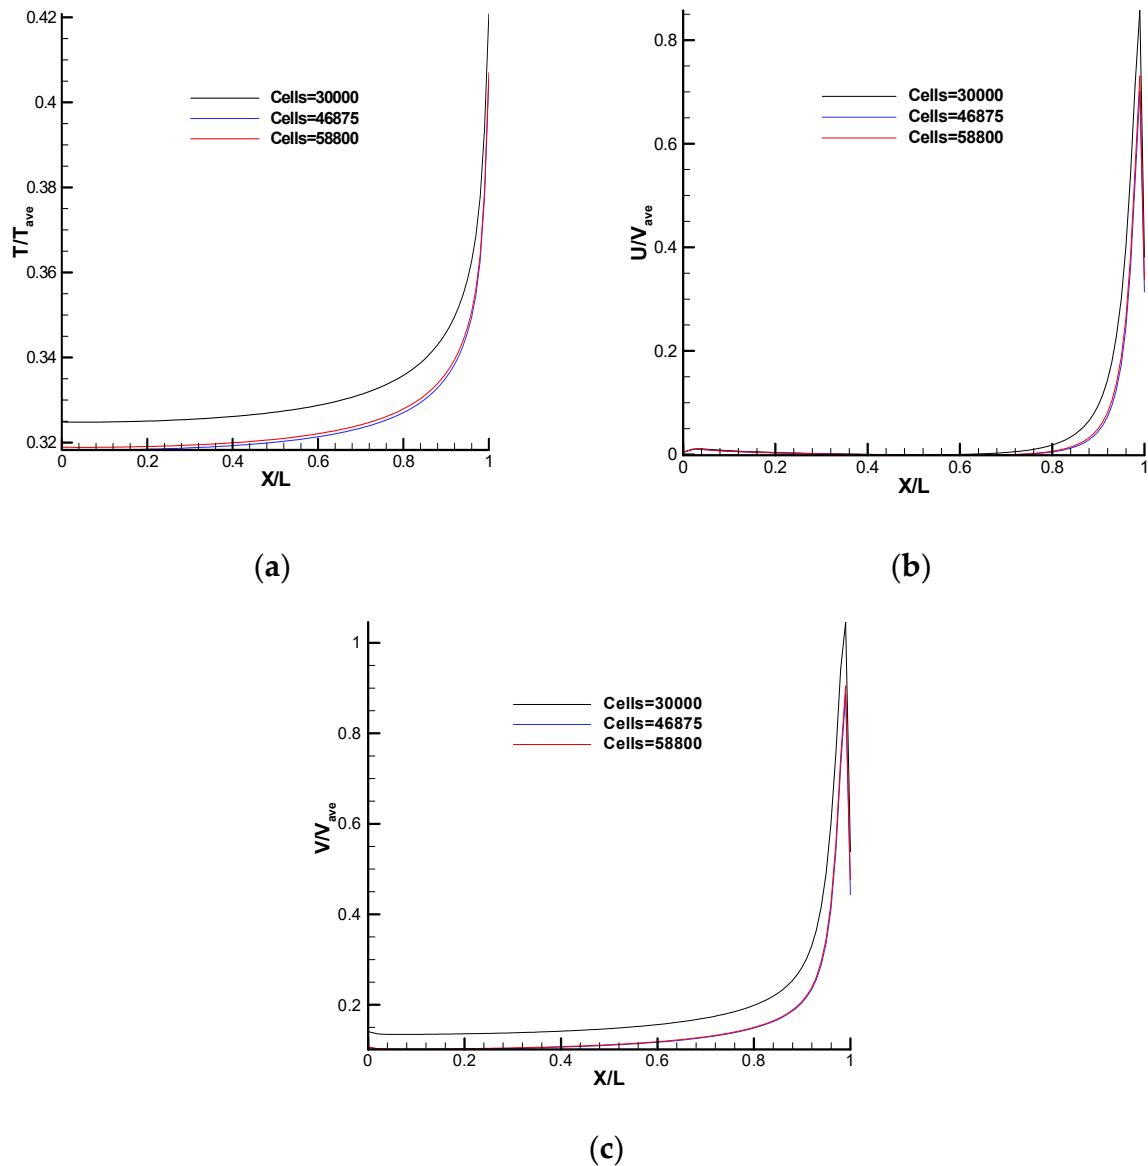 0.42
0.4
0.38
0.36
0.34
0.32
T/Tave
Cells=30000
Cells=46875
Cells=58800
0 0.2 0.4 0.6 0.8 1
X/L
(a)
0.8
0.6
0.4
0.2
0
U/Vave
Cells=30000
Cells=46875
Cells=58800
0 0.2 0.4 0.6 0.8 1
X/L
(b)
1
0.8
0.6
0.4
0.2
V/Vave
Cells=30000
Cells=46875
Cells=58800
0 0.2 0.4 0.6 0.8 1
X/L
(c)